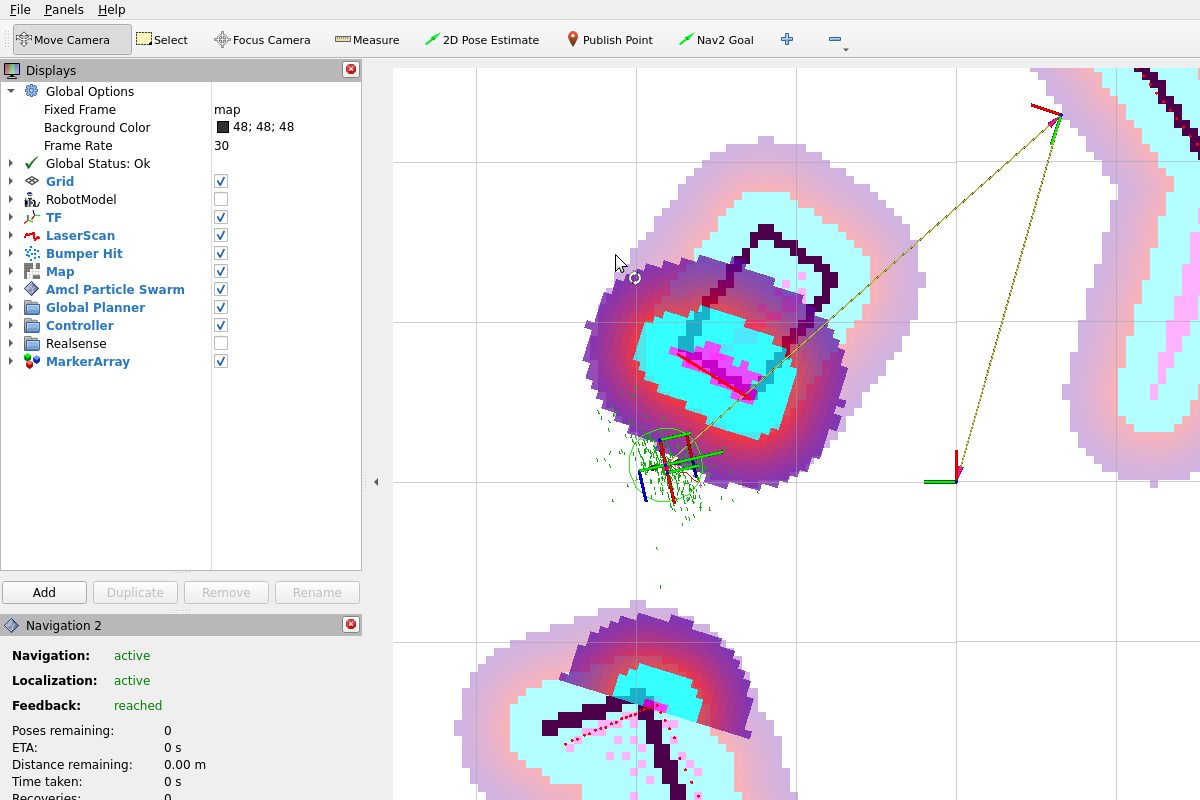 File Panels Help
Move Camera Select Focus Camera Measure 2D Pose Estimate Publish Point Nav2 Goal
Displays
Global Options
Fixed Frame map
Background Color 48; 48; 48
Frame Rate 30
Global Status: Ok
Grid
RobotModel
TF
LaserScan
Bumper Hit
Map
Amcl Particle Swarm
Global Planner
Controller
Realsense
MarkerArray
Add Duplicate Remove Rename
Navigation 2
Navigation: active
Localization: active
Feedback: reached
Poses remaining: 0
ETA: 0 s
Distance remaining: 0.00 m
Time taken: 0 s
Recoveries: 0